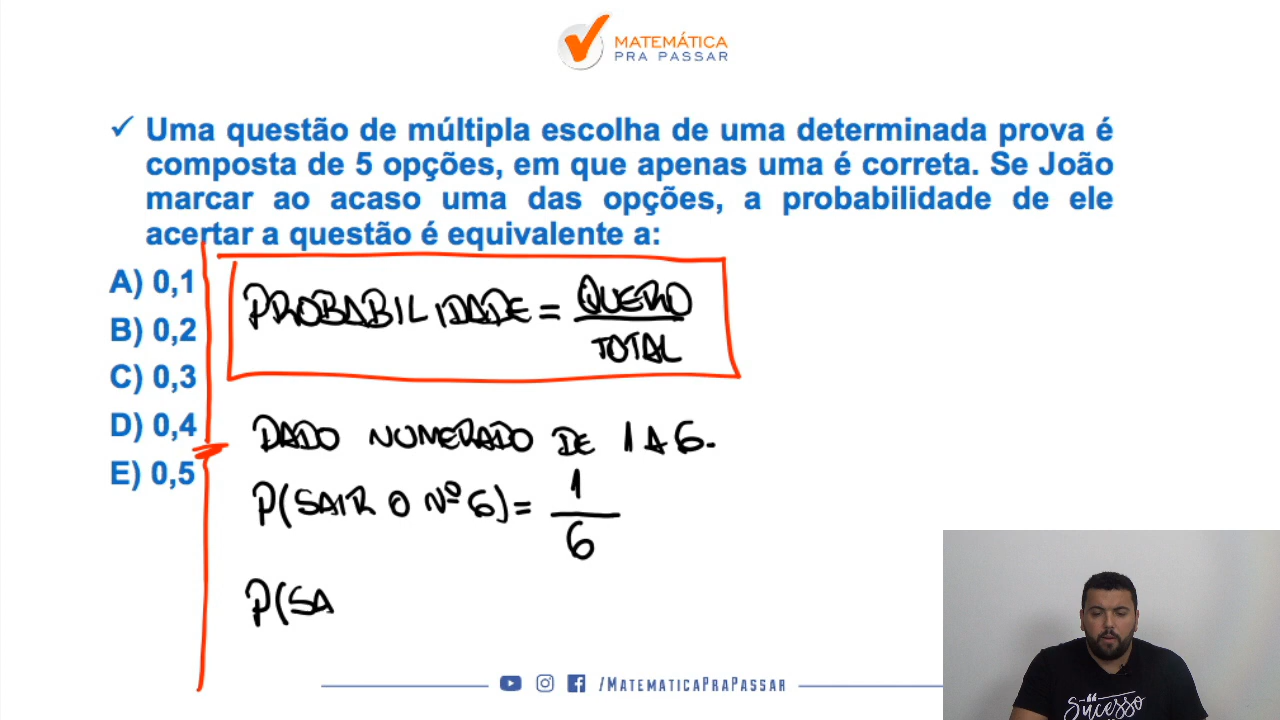 MATEMÁTICA
PRA PASSAR
✓ Uma questão de múltipla escolha de uma determinada prova é
composta de 5 opções, em que apenas uma é correta. Se João
marcar ao acaso uma das opções, a probabilidade de ele
acertar a questão é equivalente a:
A) 0,1
B) 0,2
C) 0,3
D) 0,4
E) 0,5
PROBABILIDADE = QUERO
TOTAL
DADO NUMERADO DE 1 A 6.
P(SAIR O Nº 6) = 1
6
P(SA
/MATEMATICAPRAPASSAR
Sucesso